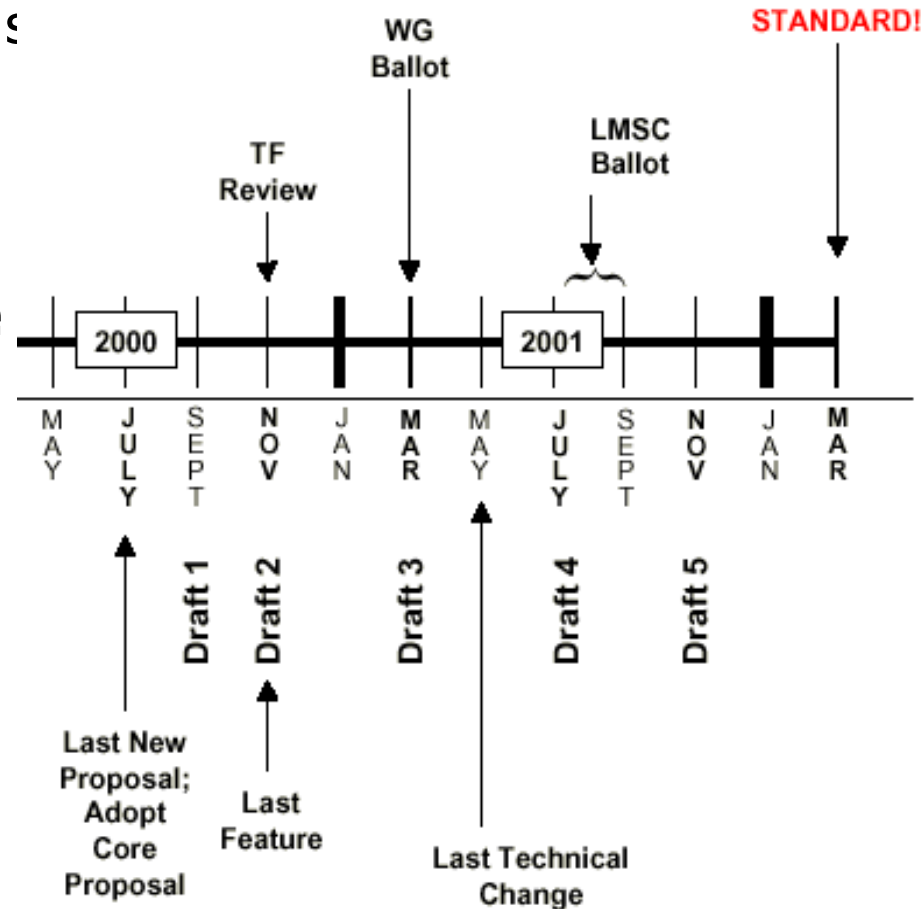 STANDARD!
WG
Ballot
LMSC
Ballot
TF
Review
2000
2001
MAY
JULY
SEPT
NOV
JAN
MAR
MAY
JULY
SEPT
NOV
JAN
MAR
Draft 1
Draft 2
Draft 3
Draft 4
Draft 5
Last New
Proposal;
Adopt
Core
Proposal
Last
Feature
Last Technical
Change